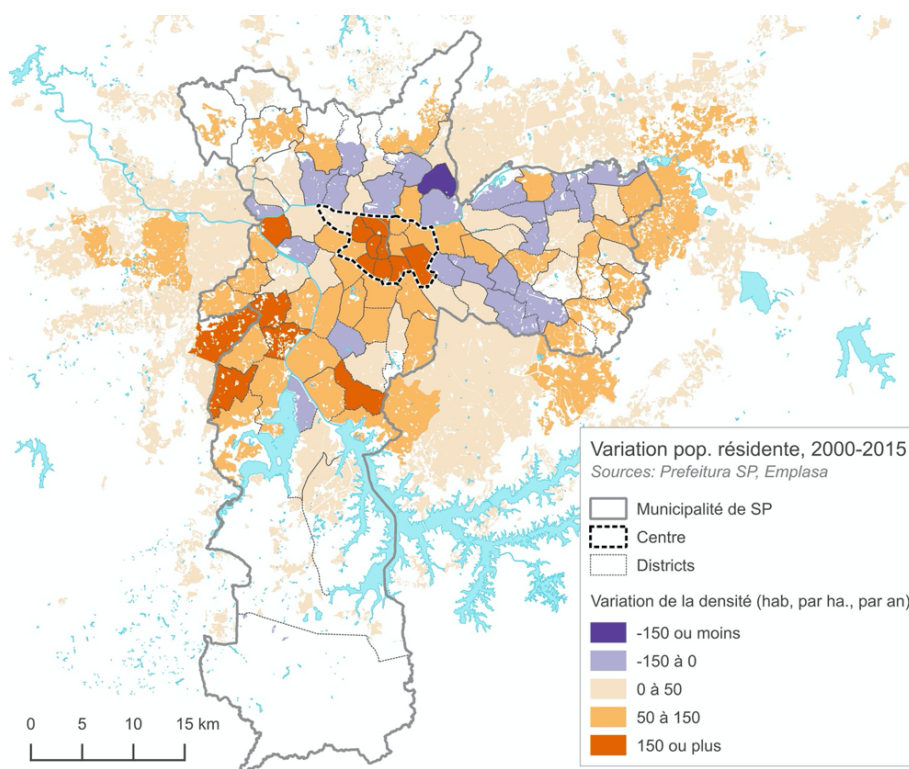 Variation pop. résidente, 2000-2015
Sources: Prefeitura SP, Emplasa
Municipalité de SP
Centre
Districts
Variation de la densité (hab, par ha., par an)
-150 ou moins
-150 à 0
0 à 50
50 à 150
150 ou plus
0 5 10 15 km